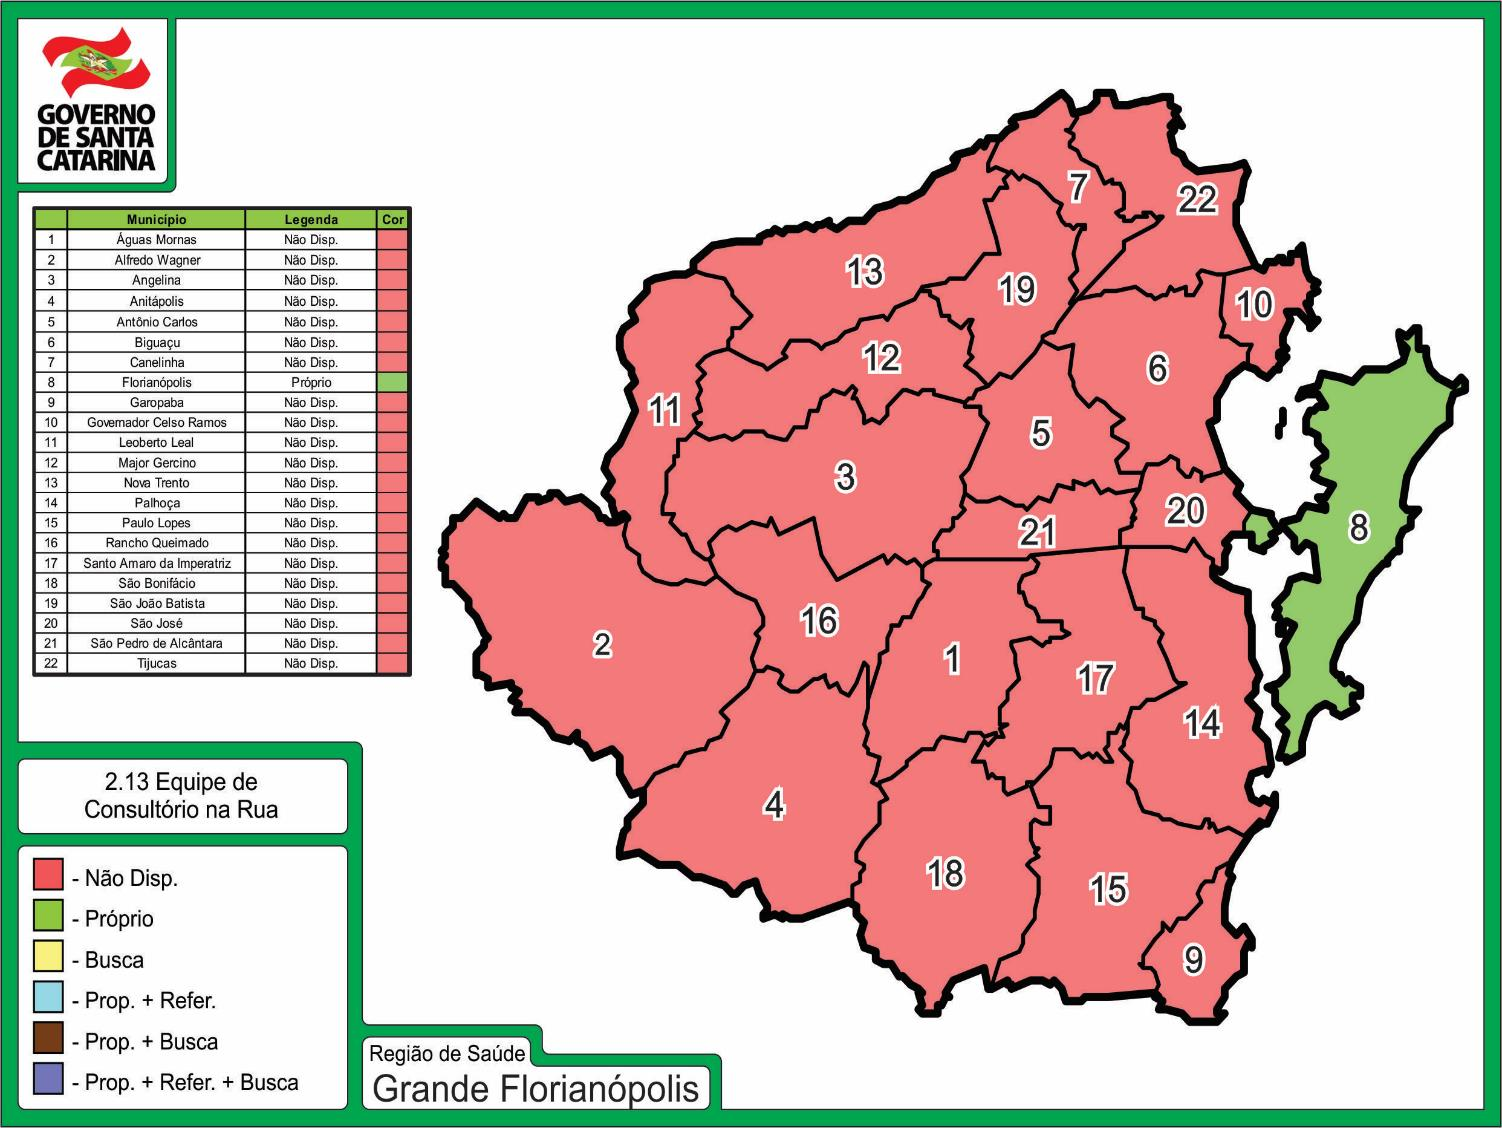 GOVERNO
DE SANTA
CATARINA
Município Legenda Cor
1 Águas Mornas Não Disp.
2 Alfredo Wagner Não Disp.
3 Angelina Não Disp.
4 Anitápolis Não Disp.
5 Antônio Carlos Não Disp.
6 Biguaçu Não Disp.
7 Canelinha Não Disp.
8 Florianópolis Próprio
9 Garopaba Não Disp.
10 Governador Celso Ramos Não Disp.
11 Leoberto Leal Não Disp.
12 Major Gercino Não Disp.
13 Nova Trento Não Disp.
14 Palhoça Não Disp.
15 Paulo Lopes Não Disp.
16 Rancho Queimado Não Disp.
17 Santo Amaro da Imperatriz Não Disp.
18 São Bonifácio Não Disp.
19 São João Batista Não Disp.
20 São José Não Disp.
21 São Pedro de Alcântara Não Disp.
22 Tijucas Não Disp.
7
22
13
19
10
12
6
11
5
3
20
21
8
16
2
1
17
14
4
18
15
9
2.13 Equipe de
Consultório na Rua
- Não Disp.
- Próprio
- Busca
- Prop. + Refer.
- Prop. + Busca
- Prop. + Refer. + Busca
Região de Saúde
Grande Florianópolis